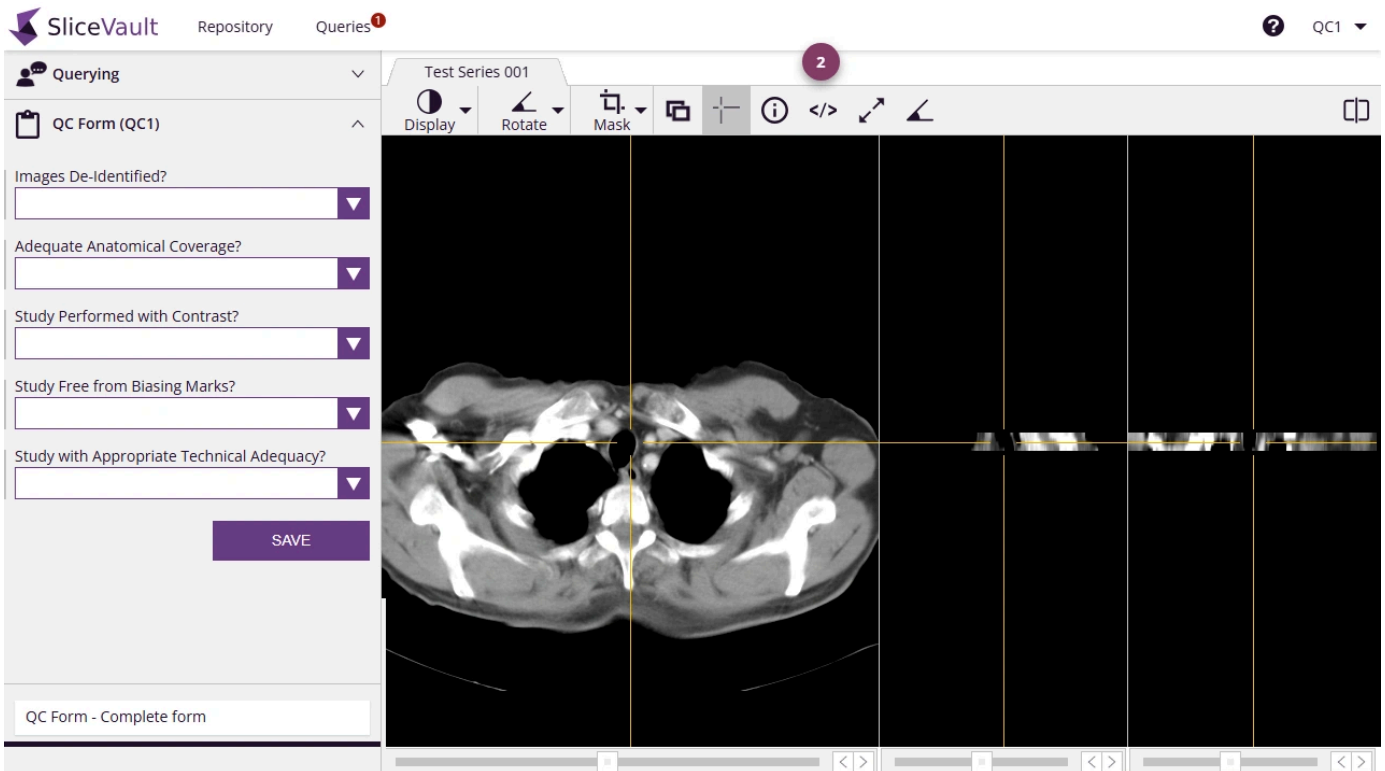 SliceVault Repository Queries 1 ? QC1
Querying
QC Form (QC1)
Images De-Identified?
Adequate Anatomical Coverage?
Study Performed with Contrast?
Study Free from Biasing Marks?
Study with Appropriate Technical Adequacy?
SAVE
QC Form - Complete form
Test Series 001
2
Display
Rotate
Mask
</>